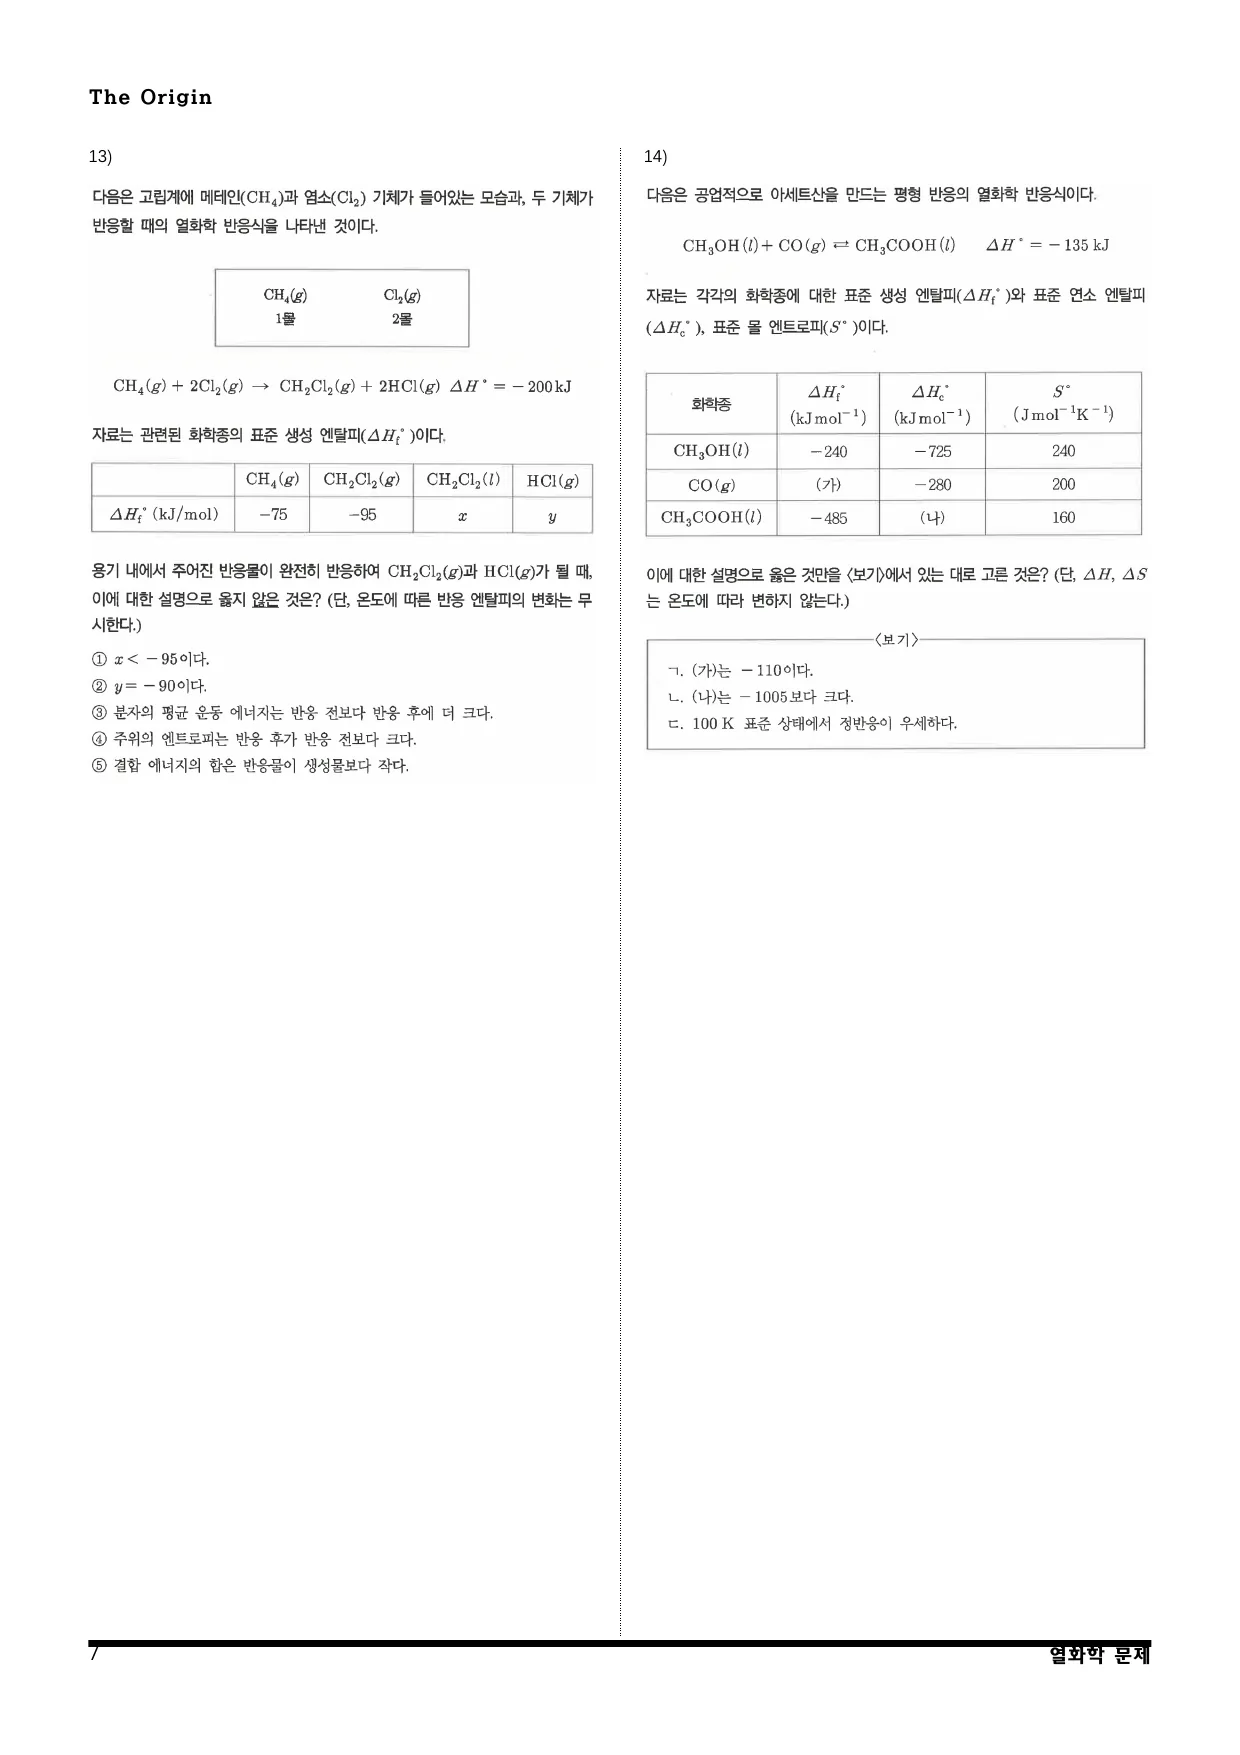 The Origin
13)
다음은 고립계에 메테인(CH₄)과 염소(Cl₂) 기체가 들어있는 모습과, 두 기체가
반응할 때의 열화학 반응식을 나타낸 것이다.
CH₄(g) Cl₂(g)
1몰 2몰
CH₄(g) + 2Cl₂(g) → CH₂Cl₂(g) + 2HCl(g) ΔH° = −200kJ
자료는 관련된 화학종의 표준 생성 엔탈피(ΔH_f°)이다.
CH₄(g) CH₂Cl₂(g) CH₂Cl₂(l) HCl(g)
ΔH_f° (kJ/mol) −75 −95 x y
용기 내에서 주어진 반응물이 완전히 반응하여 CH₂Cl₂(g)과 HCl(g)가 될 때,
이에 대한 설명으로 옳지 않은 것은? (단, 온도에 따른 반응 엔탈피의 변화는 무
시한다.)
① x < −95이다.
② y = −90이다.
③ 분자의 평균 운동 에너지는 반응 전보다 반응 후에 더 크다.
④ 주위의 엔트로피는 반응 후가 반응 전보다 크다.
⑤ 결합 에너지의 합은 반응물이 생성물보다 작다.
14)
다음은 공업적으로 아세트산을 만드는 평형 반응의 열화학 반응식이다.
CH₃OH(l) + CO(g) ⇄ CH₃COOH(l) ΔH° = −135 kJ
자료는 각각의 화학종에 대한 표준 생성 엔탈피(ΔH_f°)와 표준 연소 엔탈피
(ΔH_c°), 표준 몰 엔트로피(S°)이다.
화학종 ΔH_f° (kJmol⁻¹) ΔH_c° (kJmol⁻¹) S° (Jmol⁻¹K⁻¹)
CH₃OH(l) −240 −725 240
CO(g) (가) −280 200
CH₃COOH(l) −485 (나) 160
이에 대한 설명으로 옳은 것만을 〈보기〉에서 있는 대로 고른 것은? (단, ΔH, ΔS
는 온도에 따라 변하지 않는다.)
〈보기〉
ㄱ. (가)는 −110이다.
ㄴ. (나)는 −1005보다 크다.
ㄷ. 100 K 표준 상태에서 정반응이 우세하다.
7
열화학 문제